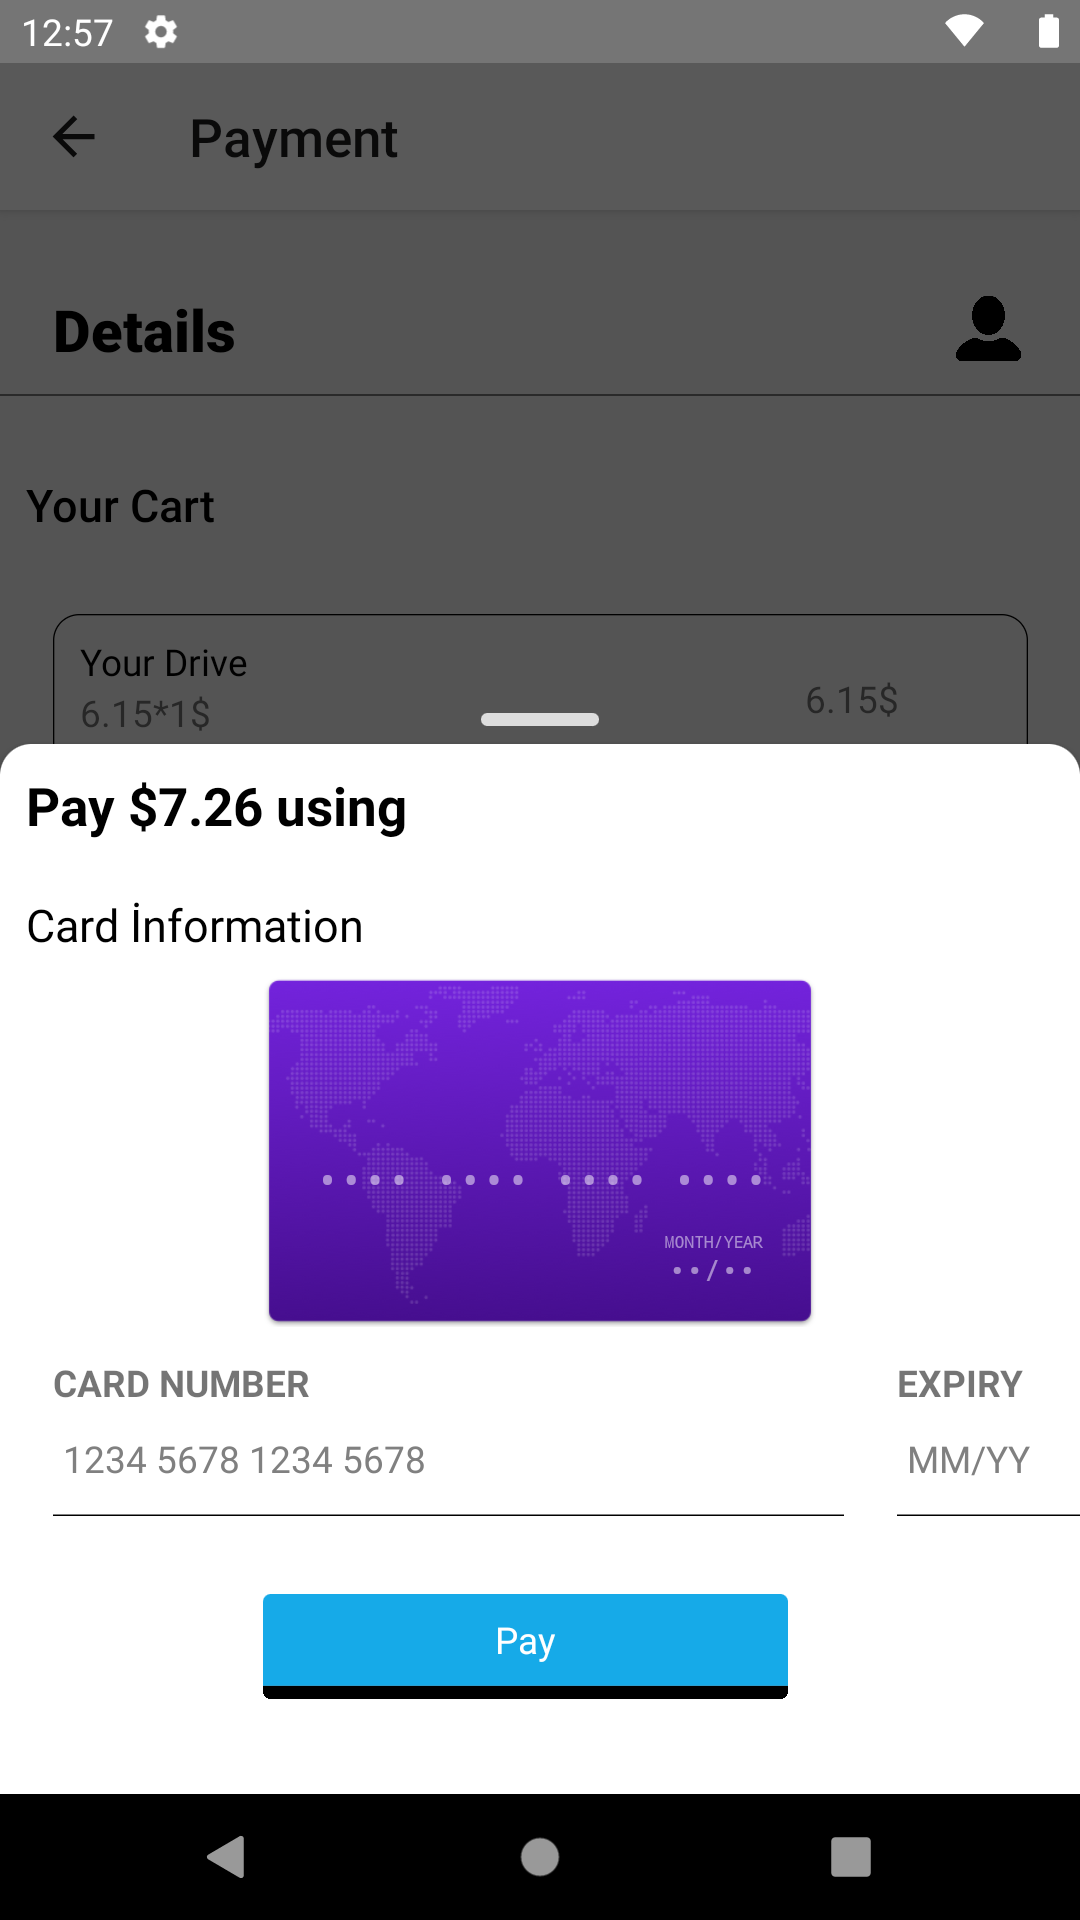 12:57
Payment
Details
Your Cart
Your Drive
6.15*1$
6.15$
Pay $7.26 using
Card İnformation
•••• •••• •••• ••••
MONTH/YEAR
••/••
CARD NUMBER
EXPIRY
1234 5678 1234 5678
MM/YY
Pay